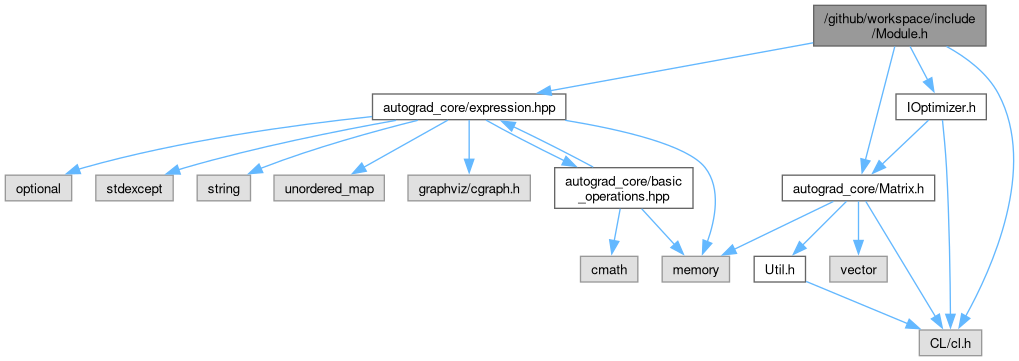 /github/workspace/include
/Module.h
autograd_core/expression.hpp
IOptimizer.h
optional
stdexcept
string
unordered_map
graphviz/cgraph.h
autograd_core/basic
_operations.hpp
autograd_core/Matrix.h
cmath
memory
Util.h
vector
CL/cl.h